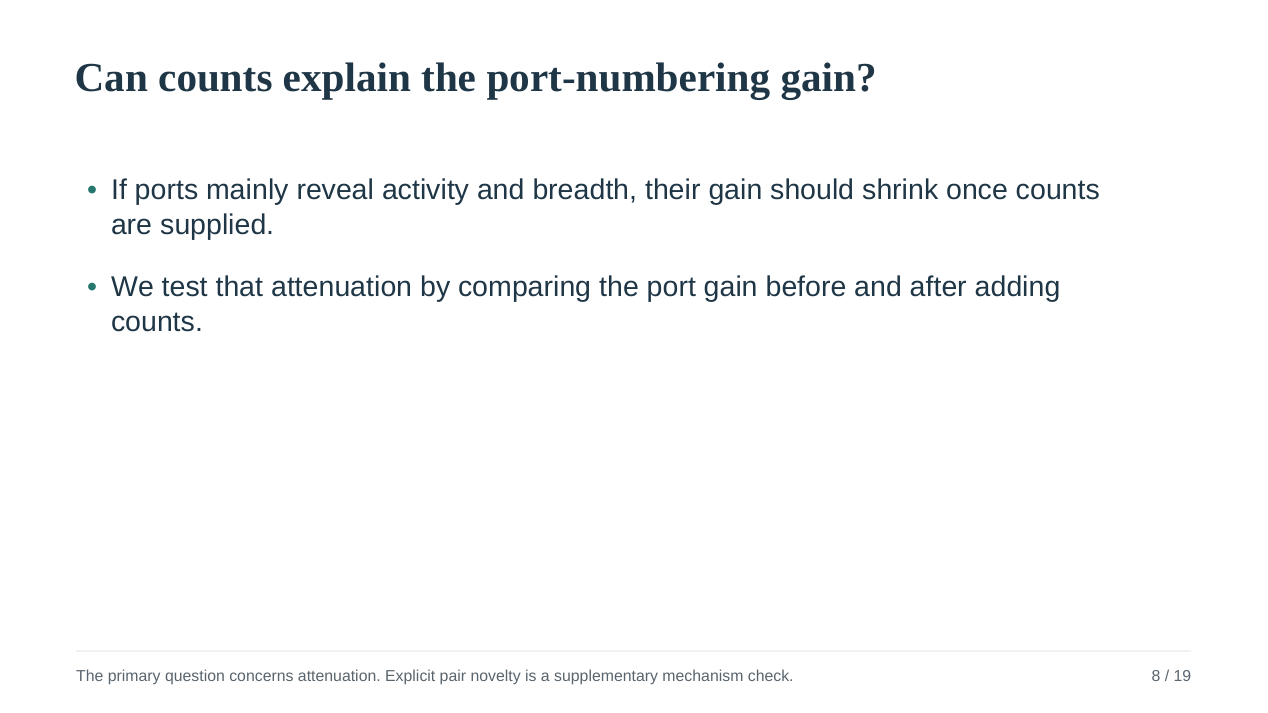 Can counts explain the port-numbering gain?
• If ports mainly reveal activity and breadth, their gain should shrink once counts
are supplied.
• We test that attenuation by comparing the port gain before and after adding
counts.
The primary question concerns attenuation. Explicit pair novelty is a supplementary mechanism check.
8 / 19